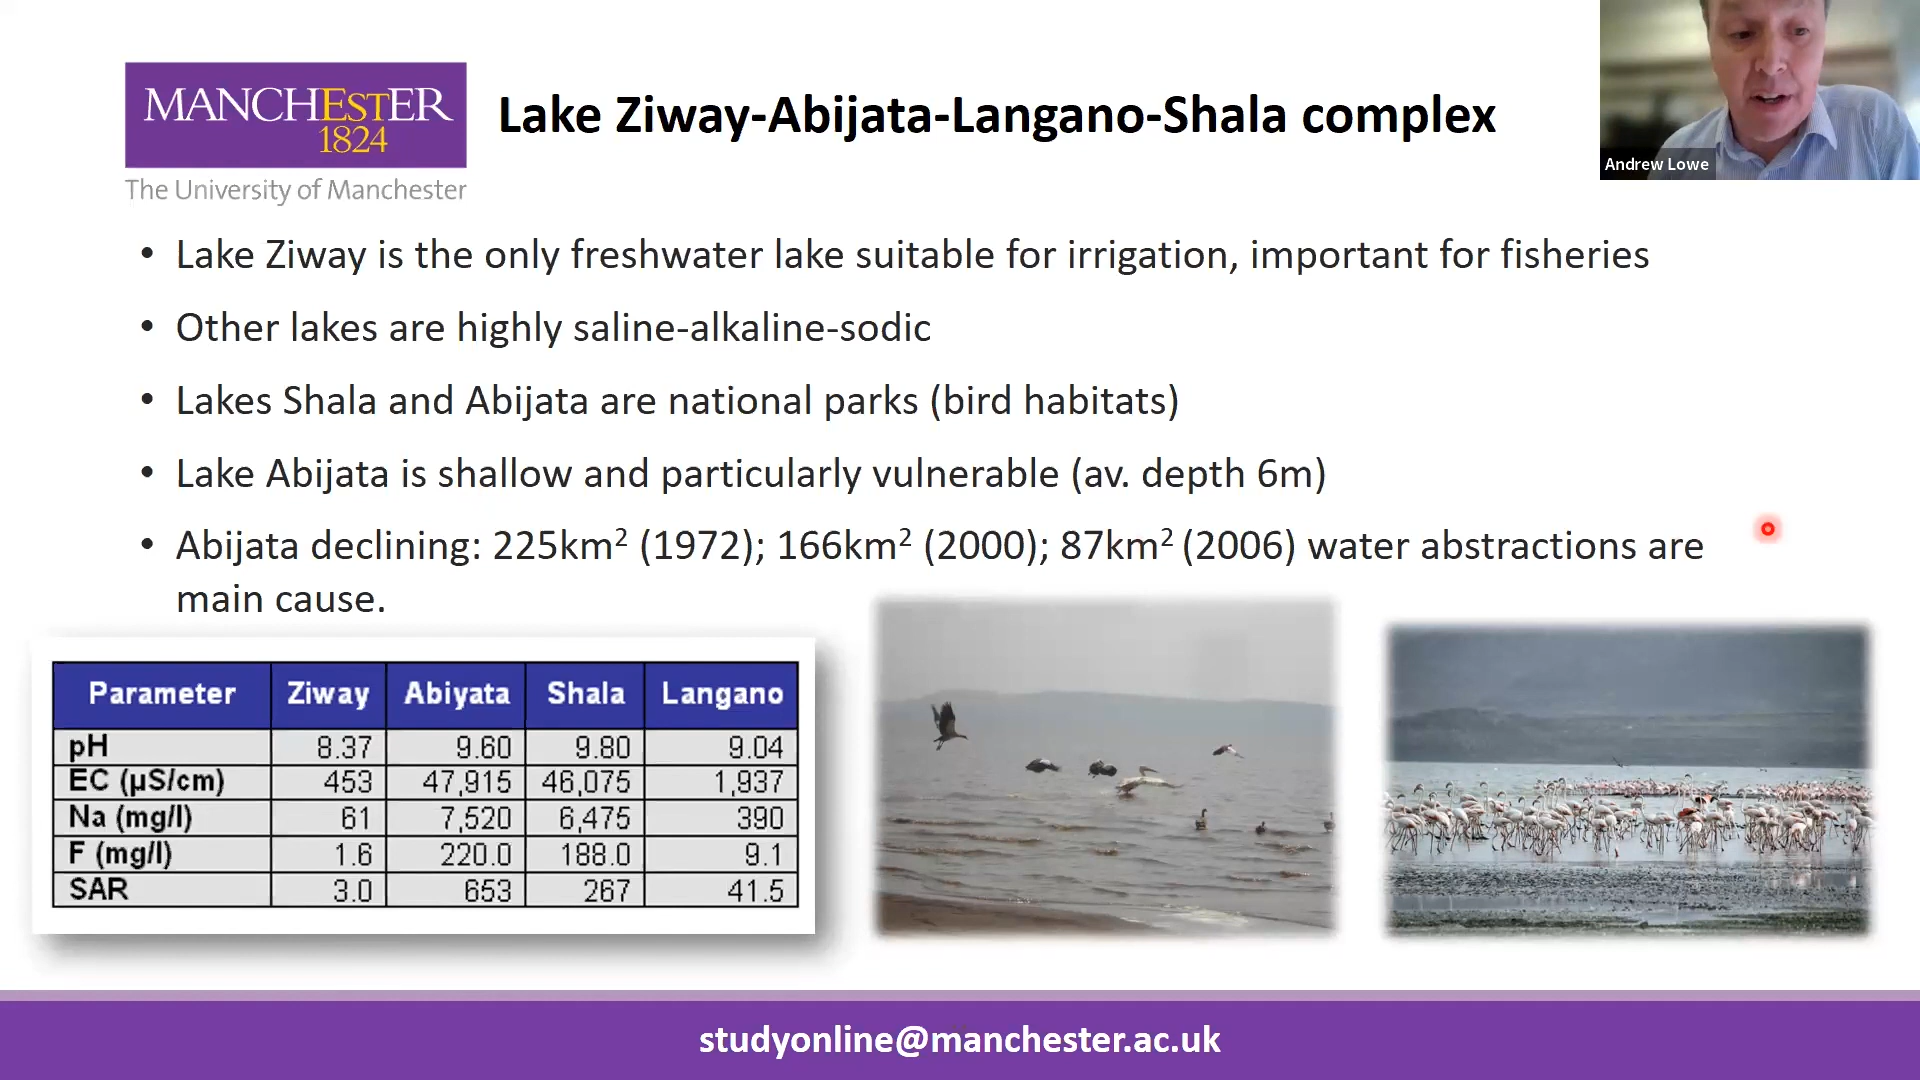 MANCHESTER
1824
The University of Manchester
Lake Ziway-Abijata-Langano-Shala complex
Andrew Lowe
• Lake Ziway is the only freshwater lake suitable for irrigation, important for fisheries
• Other lakes are highly saline-alkaline-sodic
• Lakes Shala and Abijata are national parks (bird habitats)
• Lake Abijata is shallow and particularly vulnerable (av. depth 6m)
• Abijata declining: 225km² (1972); 166km² (2000); 87km² (2006) water abstractions are
main cause.
Parameter Ziway Abiyata Shala Langano
pH 8.37 9.60 9.80 9.04
EC (µS/cm) 453 47,915 46,075 1,937
Na (mg/l) 61 7,520 6,475 390
F (mg/l) 1.6 220.0 188.0 9.1
SAR 3.0 653 267 41.5
studyonline@manchester.ac.uk